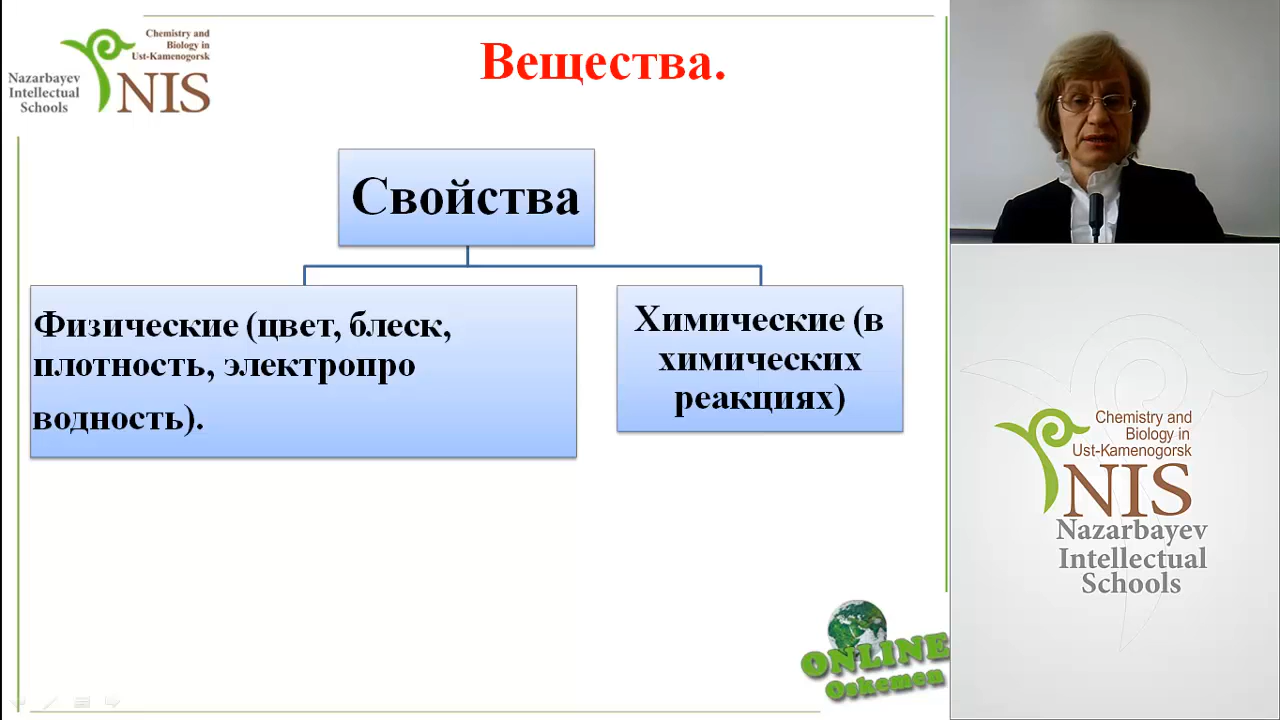 Chemistry and
Biology in
Ust-Kamenogorsk
Nazarbayev
Intellectual
Schools
NIS
Вещества.
Свойства
Физические (цвет, блеск,
плотность, электропро
водность).
Химические (в
химических
реакциях)
ONLINE
Oskemen
Chemistry and
Biology in
Ust-Kamenogorsk
NIS
Nazarbayev
Intellectual
Schools